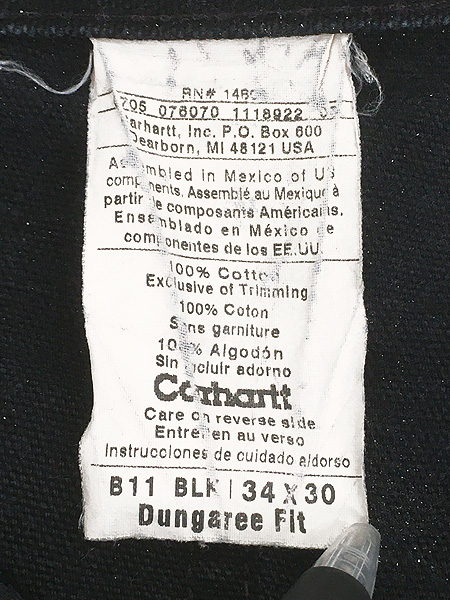 RN# 1480
705 076070 1118922
Carhartt, Inc. P.O. Box 600
Dearborn, MI 48121 USA
Assembled in Mexico of US
components. Assemblé au Mexique à
partir de composants Américains.
Ensamblado en México de
componentes de los EE.UU.
100% Cotton
Exclusive of Trimming
100% Coton
Sans garniture
100% Algodón
Sin incluir adorno
Carhartt
Care on reverse side
Entretien au verso
Instrucciones de cuidado al dorso
B11 BLK | 34 X 30
Dungaree Fit